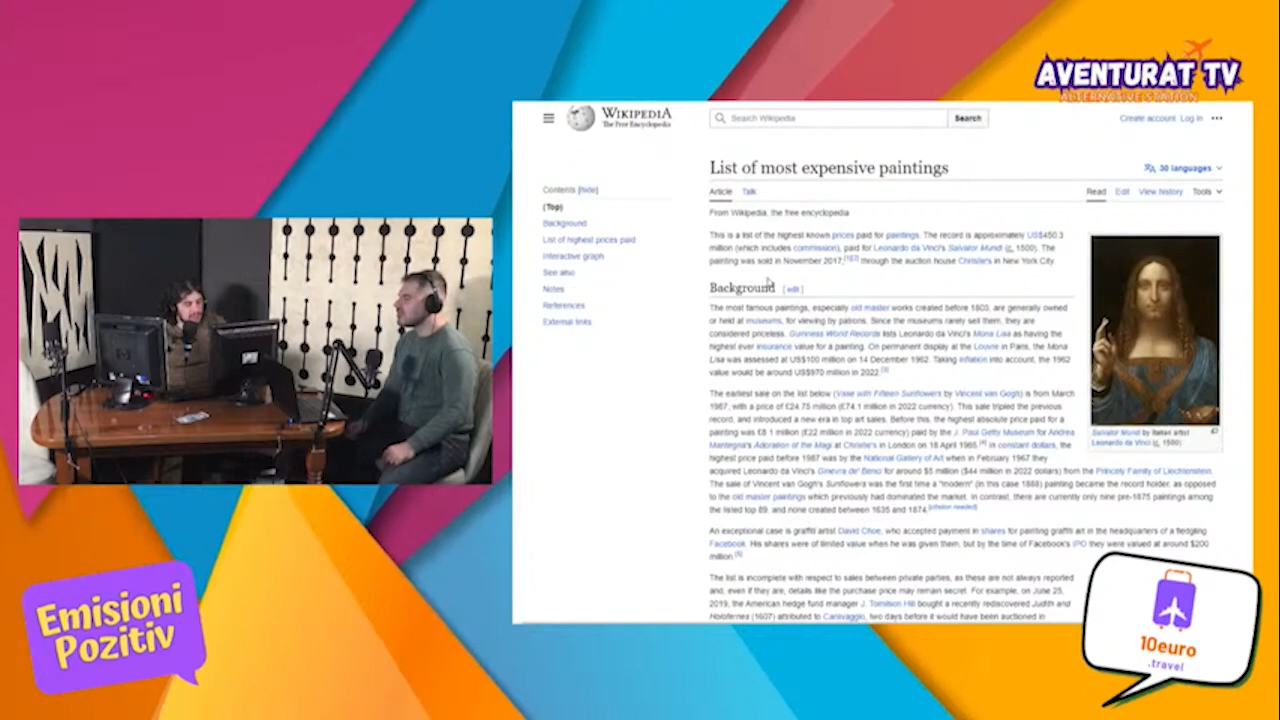 AVENTURAT TV
ALTERNATIVE STATION
WIKIPEDIA
The Free Encyclopedia
Search Wikipedia
Search
Create account Log in
List of most expensive paintings
30 languages
Article Talk
Read Edit View history Tools
From Wikipedia, the free encyclopedia
Contents [hide]
(Top)
Background
List of highest prices paid
Interactive graph
See also
Notes
References
External links
This is a list of the highest known prices paid for paintings. The record is approximately US$450.3
million (which includes commission), paid for Leonardo da Vinci's Salvator Mundi (c. 1500). The
painting was sold in November 2017,[1][2] through the auction house Christie's in New York City.
Background [ edit ]
The most famous paintings, especially old master works created before 1803, are generally owned
or held at museums, for viewing by patrons. Since the museums rarely sell them, they are
considered priceless. Guinness World Records lists Leonardo da Vinci's Mona Lisa as having the
highest ever insurance value for a painting. On permanent display at the Louvre in Paris, the Mona
Lisa was assessed at US$100 million on 14 December 1962. Taking inflation into account, the 1962
value would be around US$970 million in 2022.[3]
The earliest sale on the list below (Vase with Fifteen Sunflowers by Vincent van Gogh) is from March
1987, with a price of £24.75 million (£74.1 million in 2022 currency). This sale tripled the previous
record, and introduced a new era in top art sales. Before this, the highest absolute price paid for a
painting was £8.1 million (£22 million in 2022 currency) paid by the J. Paul Getty Museum for Andrea
Mantegna's Adoration of the Magi at Christie's in London on 18 April 1985.[4] In constant dollars, the
highest price paid before 1987 was by the National Gallery of Art when in February 1967 they
acquired Leonardo da Vinci's Ginevra de' Benci for around $5 million ($44 million in 2022 dollars) from the Princely Family of Liechtenstein.
The sale of Vincent van Gogh's Sunflowers was the first time a "modern" (in this case 1888) painting became the record holder, as opposed
to the old master paintings which previously had dominated the market. In contrast, there are currently only nine pre-1875 paintings among
the listed top 89, and none created between 1635 and 1874.[citation needed]
An exceptional case is graffiti artist David Choe, who accepted payment in shares for painting graffiti art in the headquarters of a fledgling
Facebook. His shares were of limited value when he was given them, but by the time of Facebook's IPO they were valued at around $200
million.[5]
The list is incomplete with respect to sales between private parties, as these are not always reported
and, even if they are, details like the purchase price may remain secret. For example, on June 25,
2019, the American hedge fund manager J. Tomilson Hill bought a recently rediscovered Judith and
Holofernes (1607) attributed to Caravaggio, two days before it would have been auctioned in
Salvator Mundi by Italian artist
Leonardo da Vinci (c. 1500)
Emisioni
Pozitiv
10euro
.travel